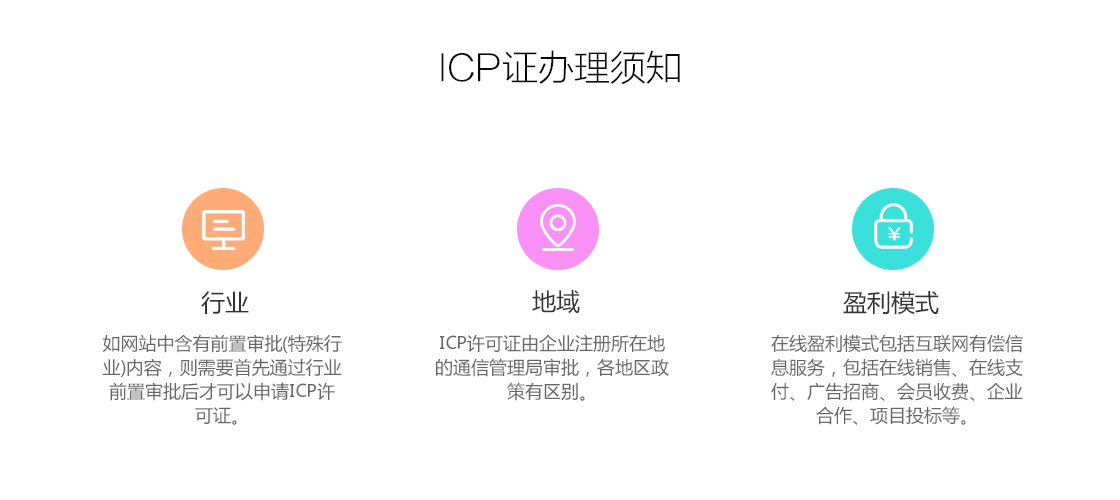 ICP证办理须知
¥
行业
如网站中含有前置审批(特殊行
业)内容，则需要首先通过行业
前置审批后才可以申请ICP许
可证。
地域
ICP许可证由企业注册所在地
的通信管理局审批，各地区政
策有区别。
盈利模式
在线盈利模式包括互联网有偿信
息服务，包括在线销售、在线支
付、广告招商、会员收费、企业
合作、项目投标等。